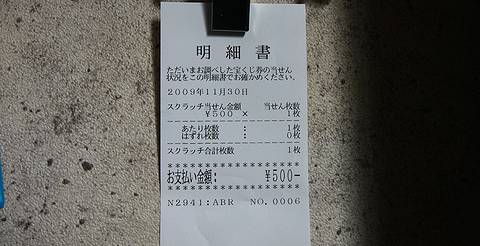 明細書
ただいまお調べした宝くじ券の当せん
状況をこの明細書でお確かめください。
2009年11月30日
スクラッチ当せん金額 当せん枚数
¥500 × 1枚
あたり枚数 : 1枚
はずれ枚数 : 0枚
スクラッチ合計枚数 1枚
＊＊＊＊＊＊＊＊＊＊＊＊＊＊＊＊＊
お支払い金額： ¥500−
＊＊＊＊＊＊＊＊＊＊＊＊＊＊＊＊＊
N2941:ABR NO.0006